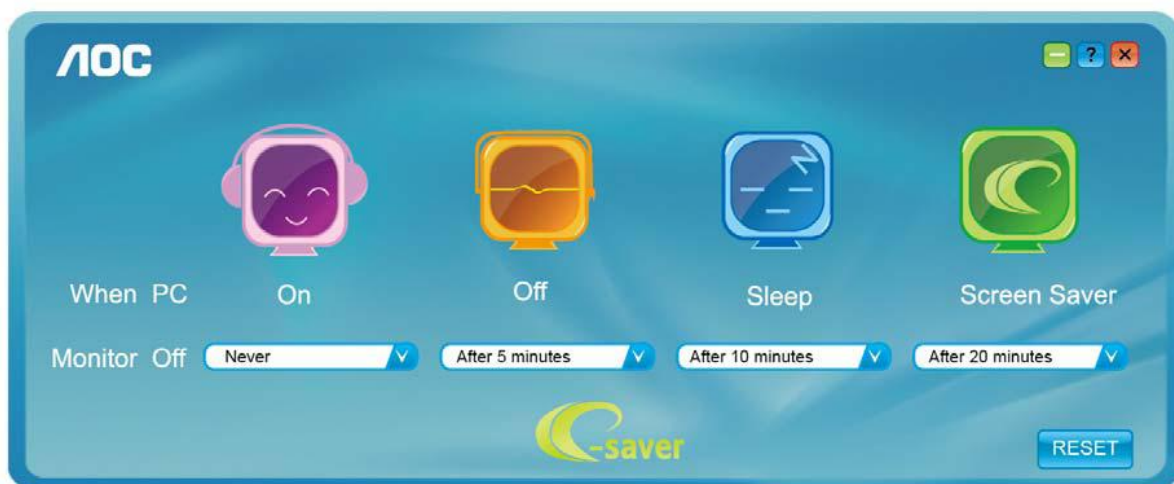 AOC
?
When PC On Off Sleep Screen Saver
Monitor Off Never After 5 minutes After 10 minutes After 20 minutes
e-saver
RESET